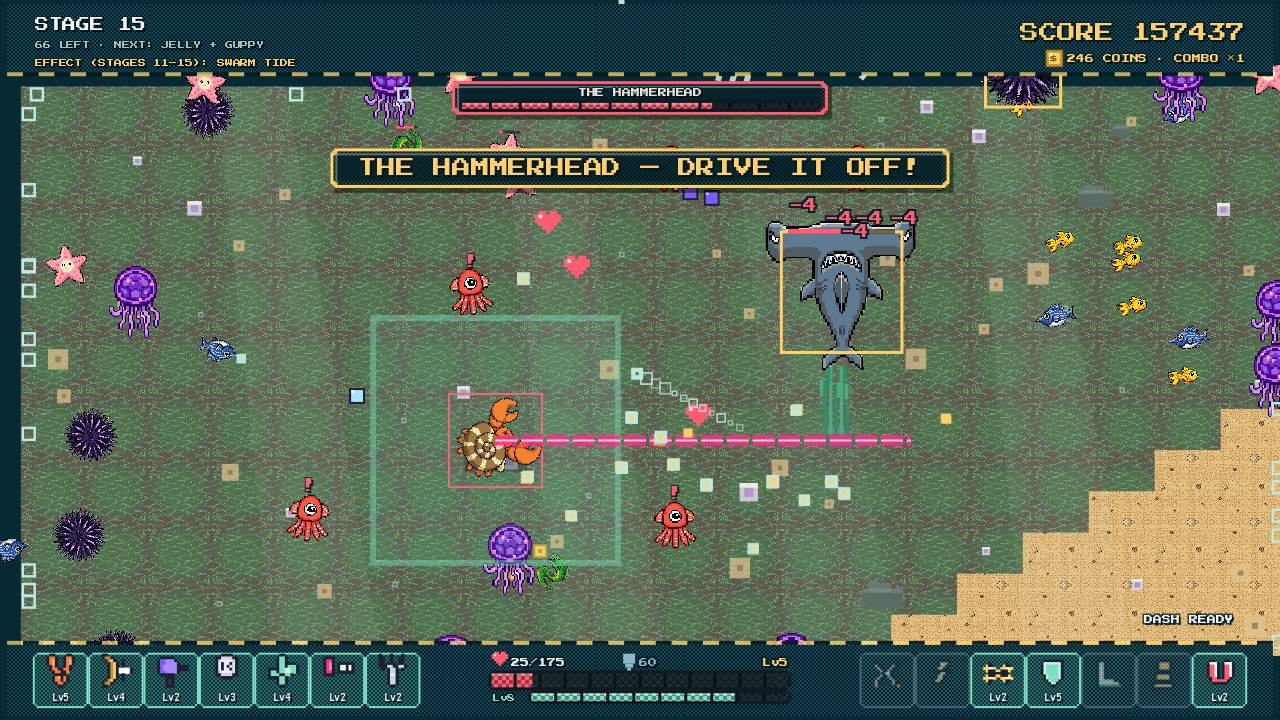 STAGE 15
66 LEFT · NEXT: JELLY + GUPPY
EFFECT (STAGES 11-15): SWARM TIDE
SCORE 157437
$ 246 COINS · COMBO ×1
THE HAMMERHEAD
THE HAMMERHEAD — DRIVE IT OFF!
-4
-4 -4 -4
-4
!
!
!
DASH READY
Lv5
Lv4
Lv2
Lv3
Lv4
Lv2
Lv2
25/175
60
Lv5
Lv8
Lv2
Lv5
Lv2